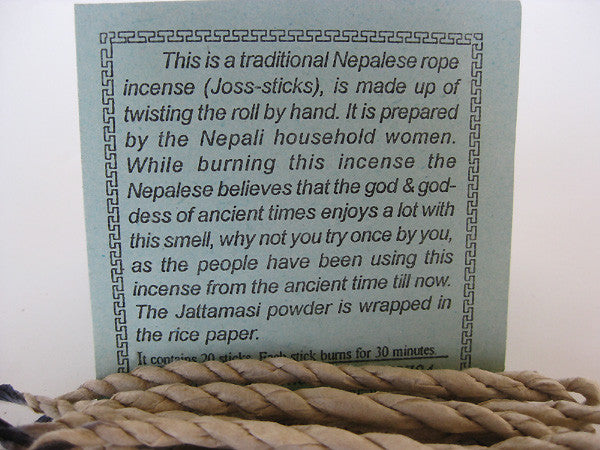 This is a traditional Nepalese rope
incense (Joss-sticks), is made up of
twisting the roll by hand. It is prepared
by the Nepali household women.
While burning this incense the
Nepalese believes that the god & god-
dess of ancient times enjoys a lot with
this smell, why not you try once by you,
as the people have been using this
incense from the ancient time till now.
The Jattamasi powder is wrapped in
the rice paper.
It contains 20 sticks. Each stick burns for 30 minutes